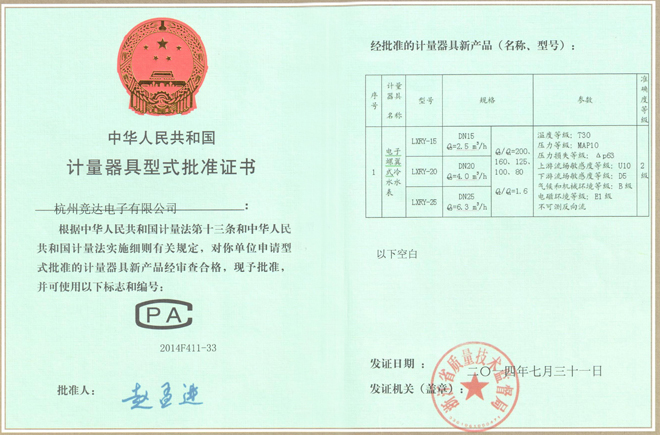 中华人民共和国
计量器具型式批准证书
杭州竞达电子有限公司：
根据中华人民共和国计量法第十三条和中华人民
共和国计量法实施细则有关规定，对你单位申请型
式批准的计量器具新产品经审查合格，现予批准，
并可使用以下标志和编号：
CPA
2014F411-33
批准人：
经批准的计量器具新产品（名称、型号）：
序号 计量器具名称 型号 规格 参数 准确度等级
1 电子螺翼式冷水水表
LXRY-15 DN15 Q₃=2.5 m³/h
LXRY-20 DN20 Q₃=4.0 m³/h
LXRY-25 DN25 Q₃=6.3 m³/h
=200、
160、125、
100、80
=1.6
温度等级：T30
压力等级：MAP10
压力损失等级：Δp63
上游流场敏感度等级：U10
下游流场敏感度等级：D5
气候和机械环境等级：B级
电磁环境等级：E1级
不可测反向流
2级
以下空白
发证日期：二〇一四年七月三十一日
发证机关（盖章）：
浙江省质量技术监督局